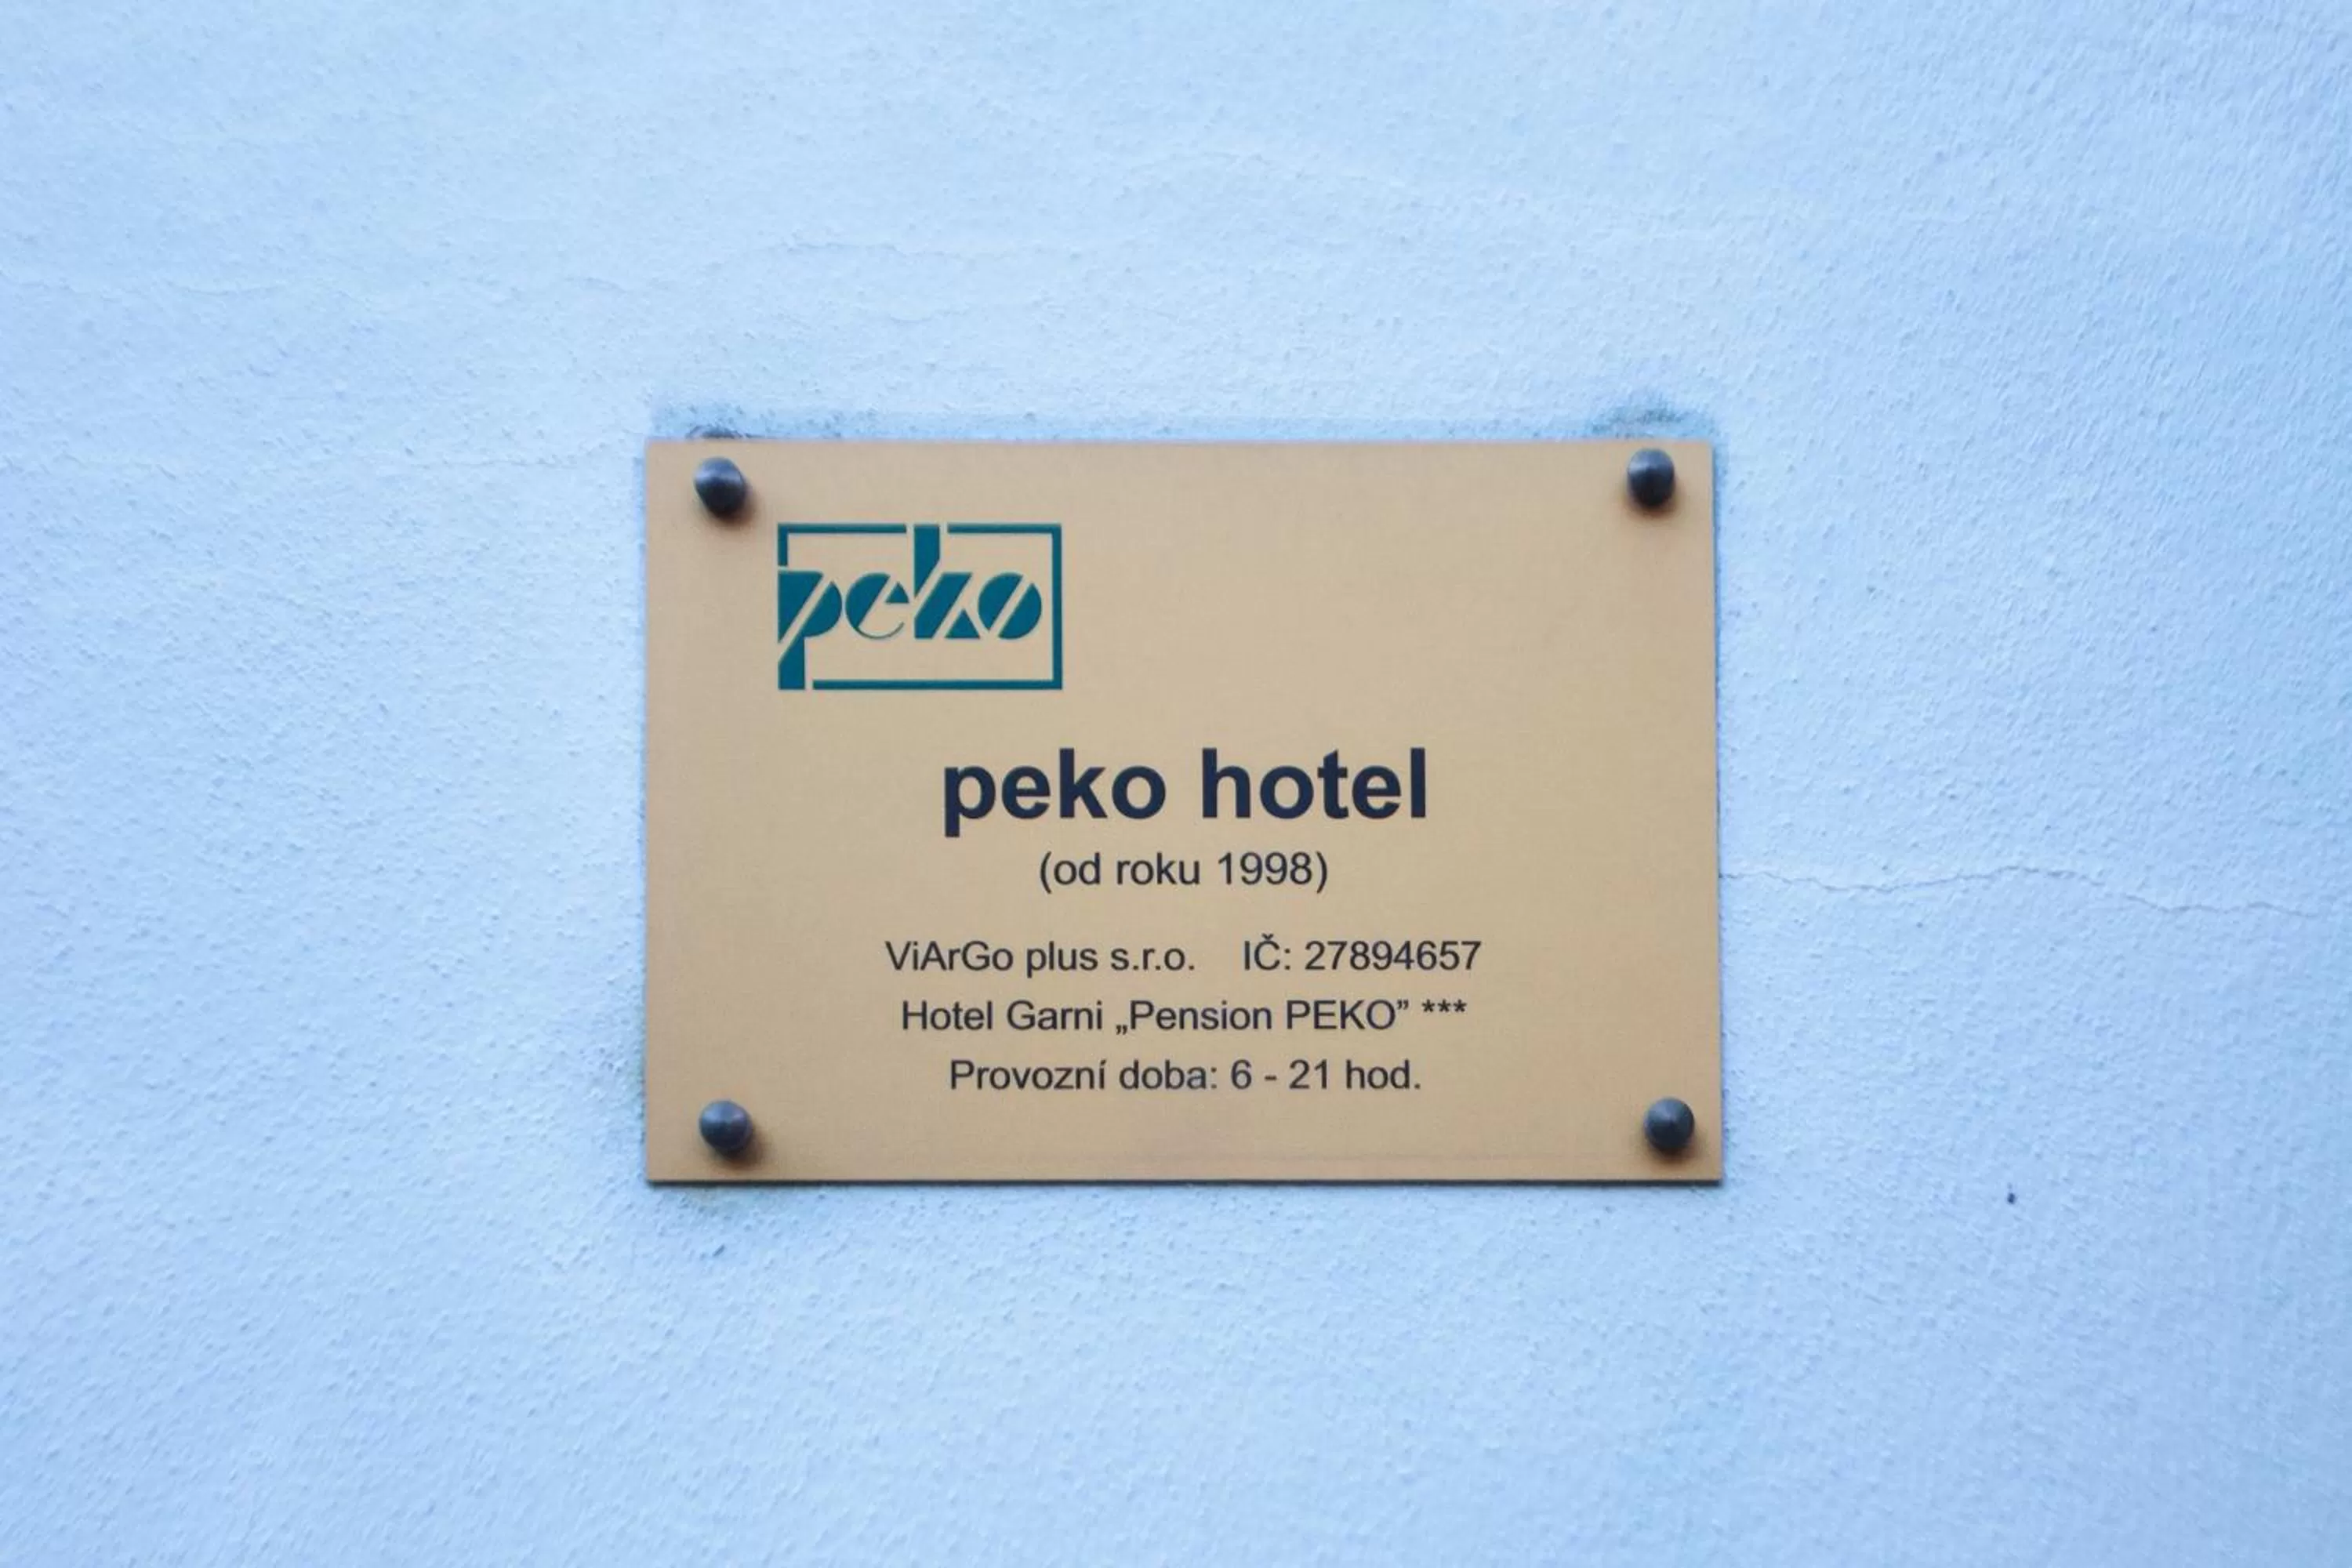 peko
peko hotel
(od roku 1998)
ViArGo plus s.r.o. IČ: 27894657
Hotel Garni „Pension PEKO” ***
Provozní doba: 6 - 21 hod.